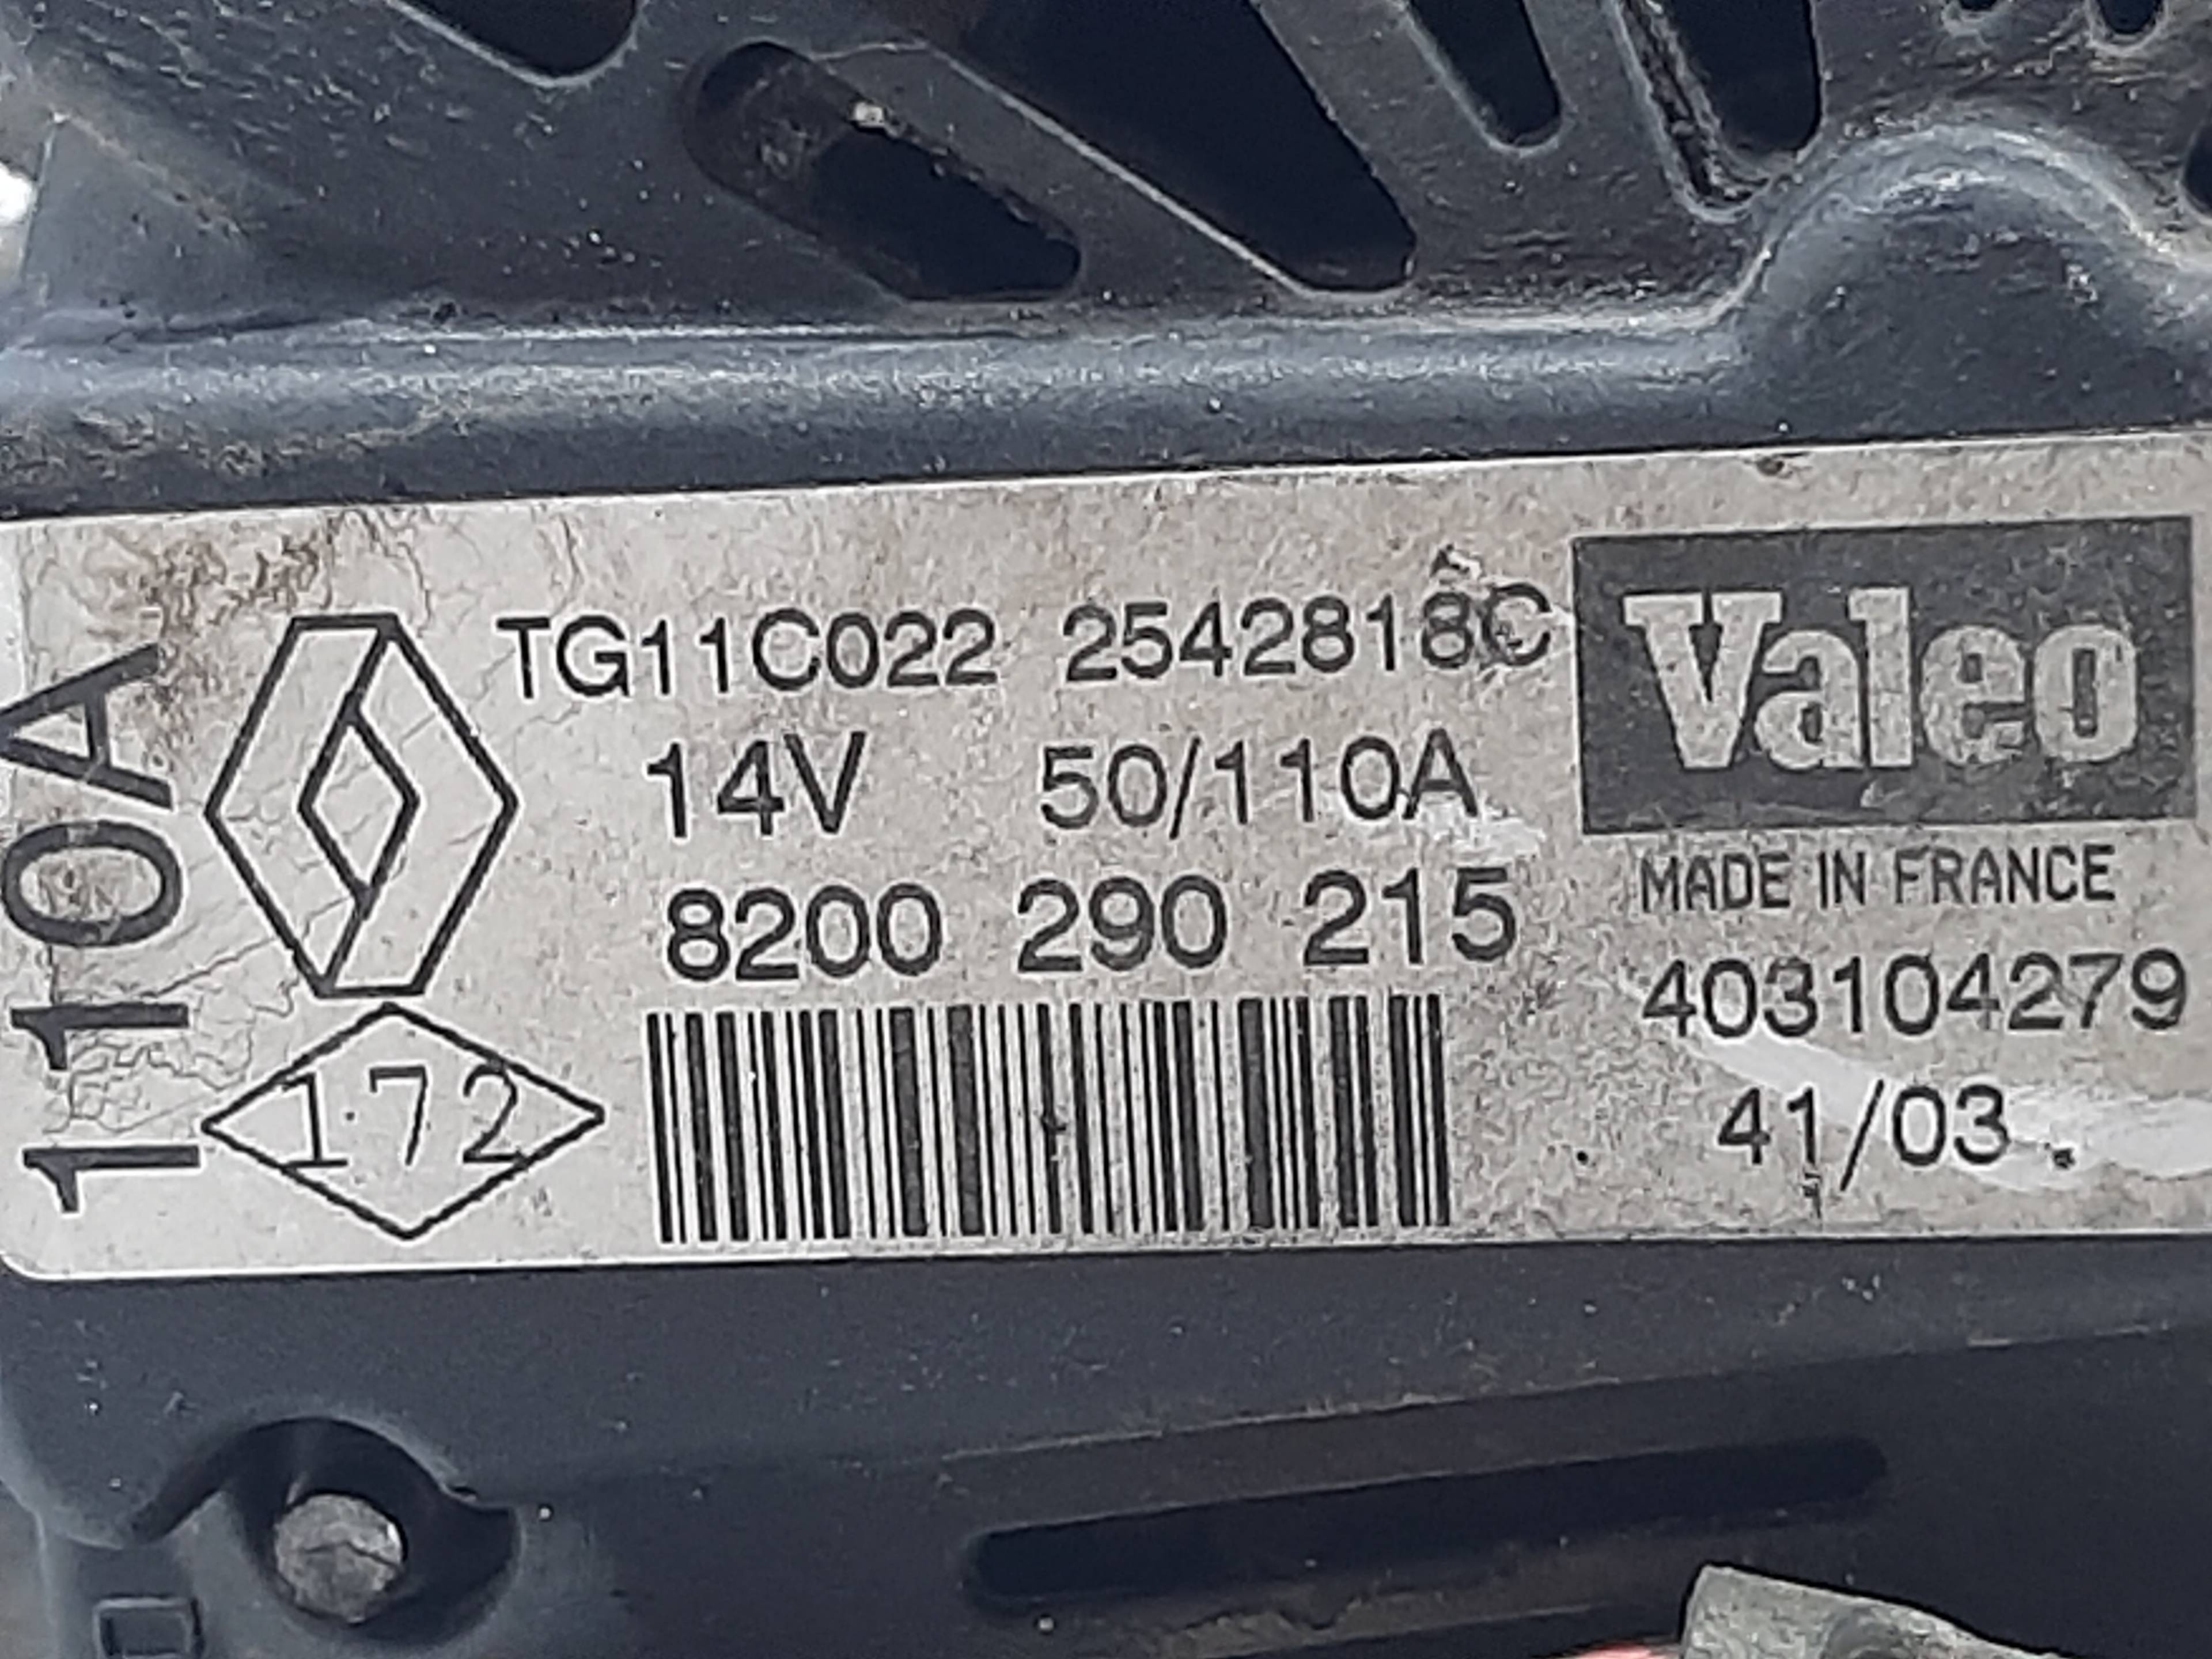 110A
TG11C022 2542818C
14V 50/110A
8200 290 215
172
Valeo
MADE IN FRANCE
403104279
41/03